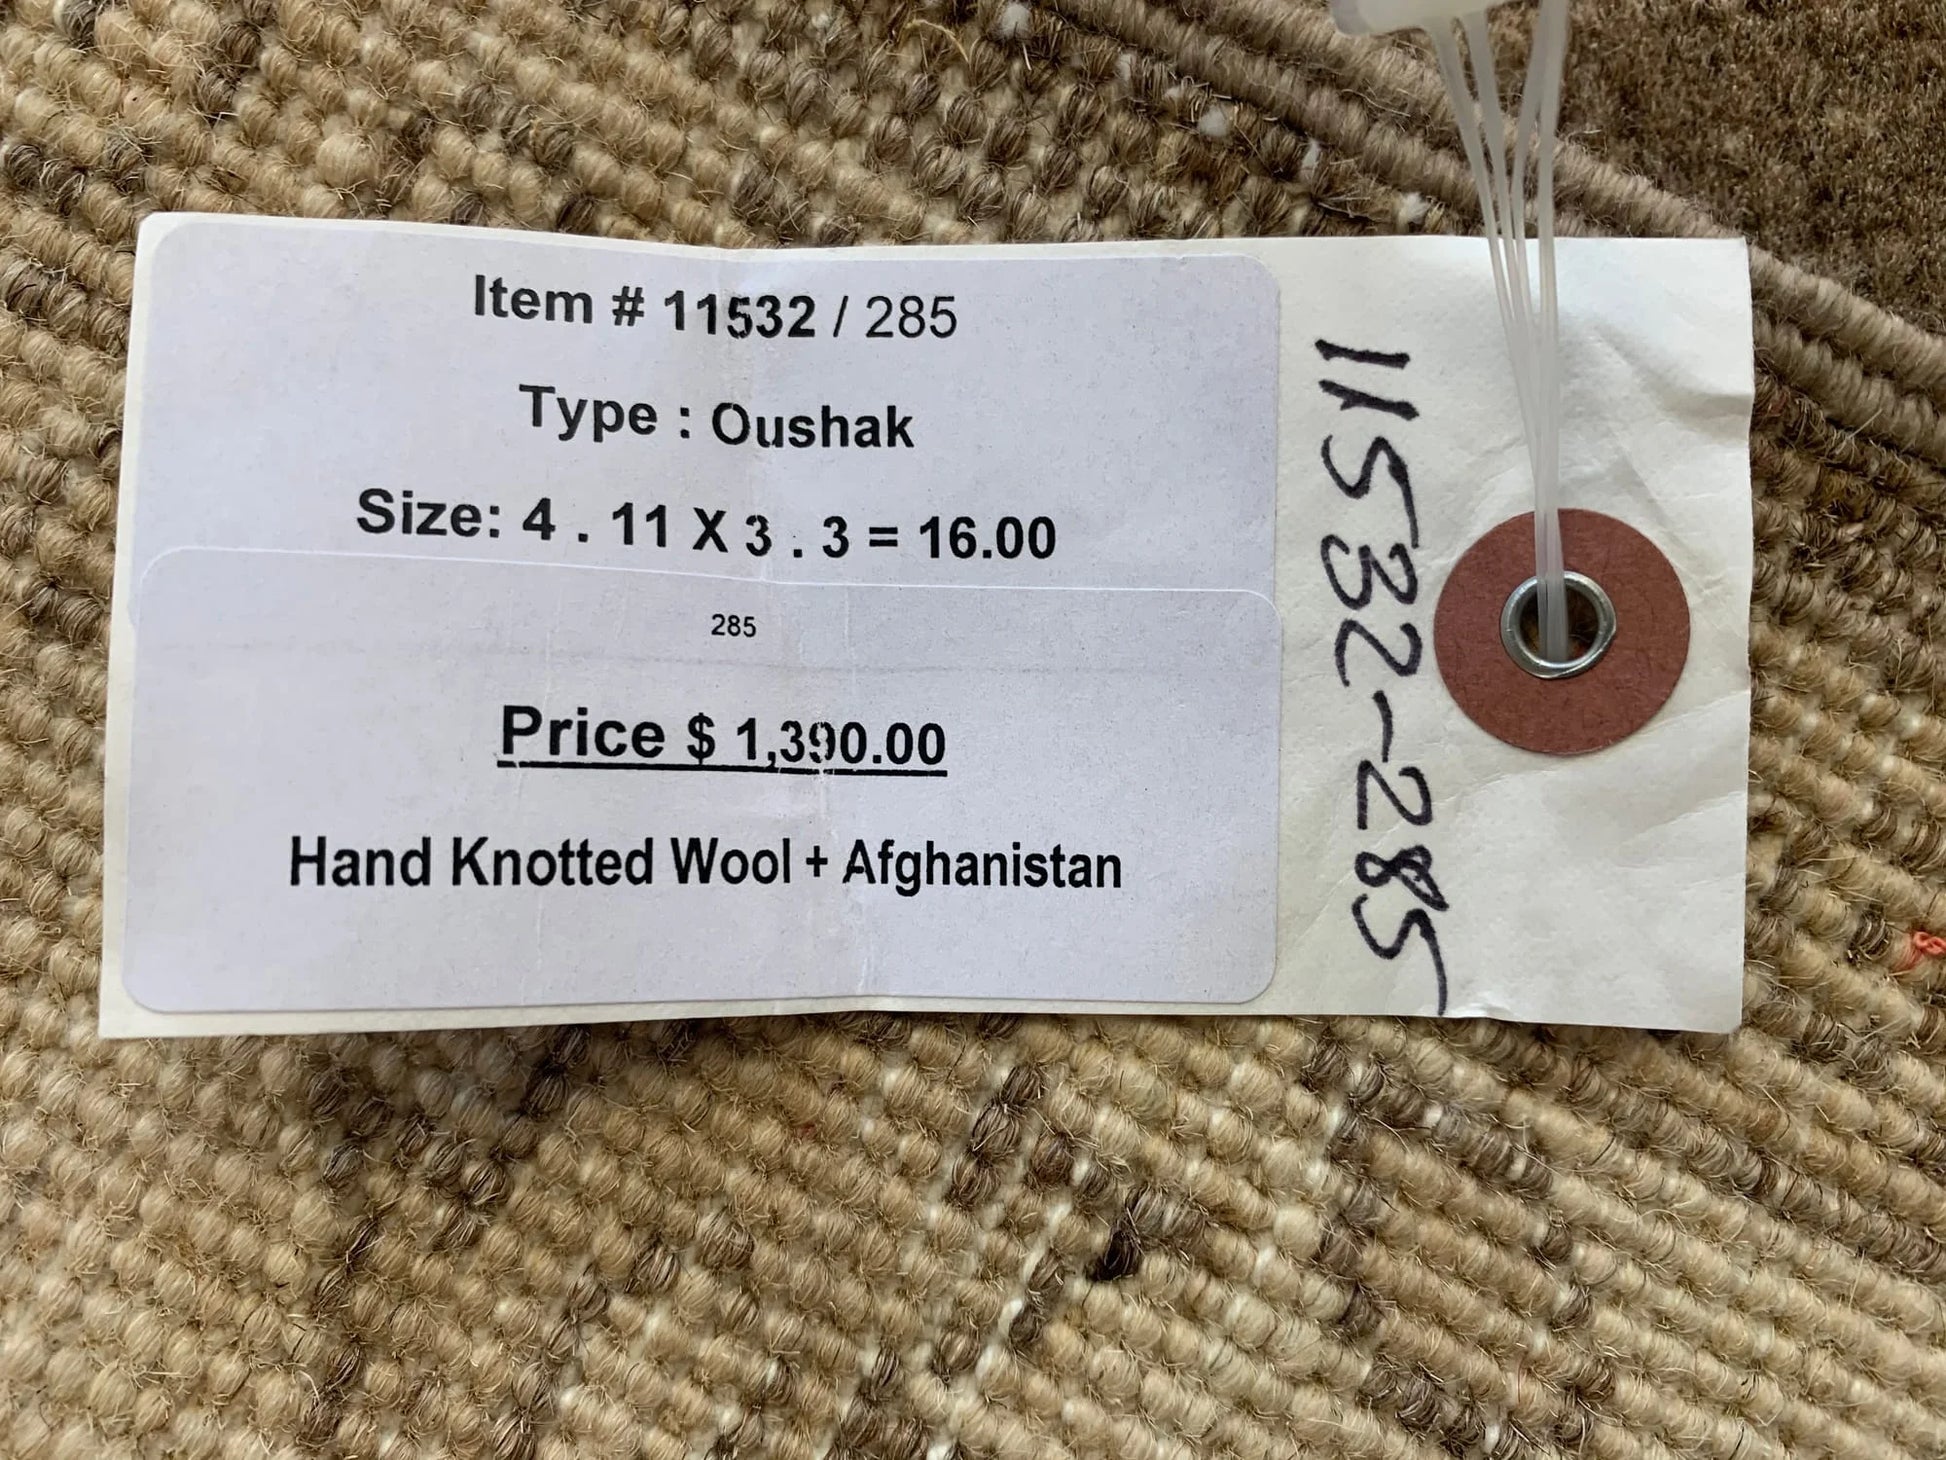 Item # 11532 / 285
Type : Oushak
Size: 4 . 11 X 3 . 3 = 16.00
285
Price $ 1,390.00
Hand Knotted Wool + Afghanistan
11532-285